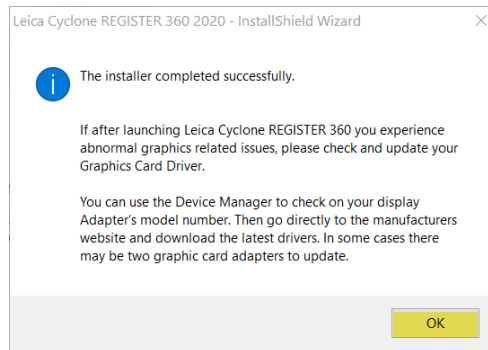 Leica Cyclone REGISTER 360 2020 - InstallShield Wizard
The installer completed successfully.
If after launching Leica Cyclone REGISTER 360 you experience
abnormal graphics related issues, please check and update your
Graphics Card Driver.
You can use the Device Manager to check on your display
Adapter's model number. Then go directly to the manufacturers
website and download the latest drivers. In some cases there
may be two graphic card adapters to update.
OK